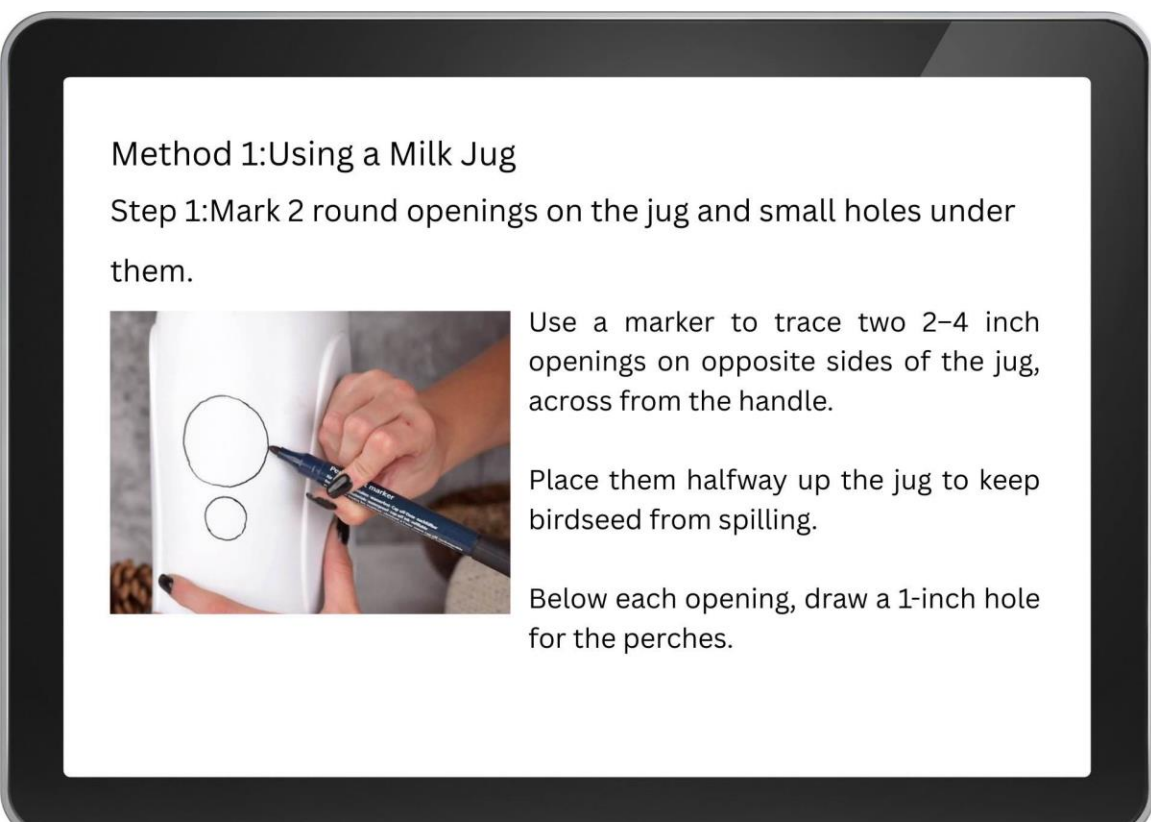 Method 1:Using a Milk Jug
Step 1:Mark 2 round openings on the jug and small holes under
them.
Use a marker to trace two 2–4 inch
openings on opposite sides of the jug,
across from the handle.
Place them halfway up the jug to keep
birdseed from spilling.
Below each opening, draw a 1-inch hole
for the perches.
marker